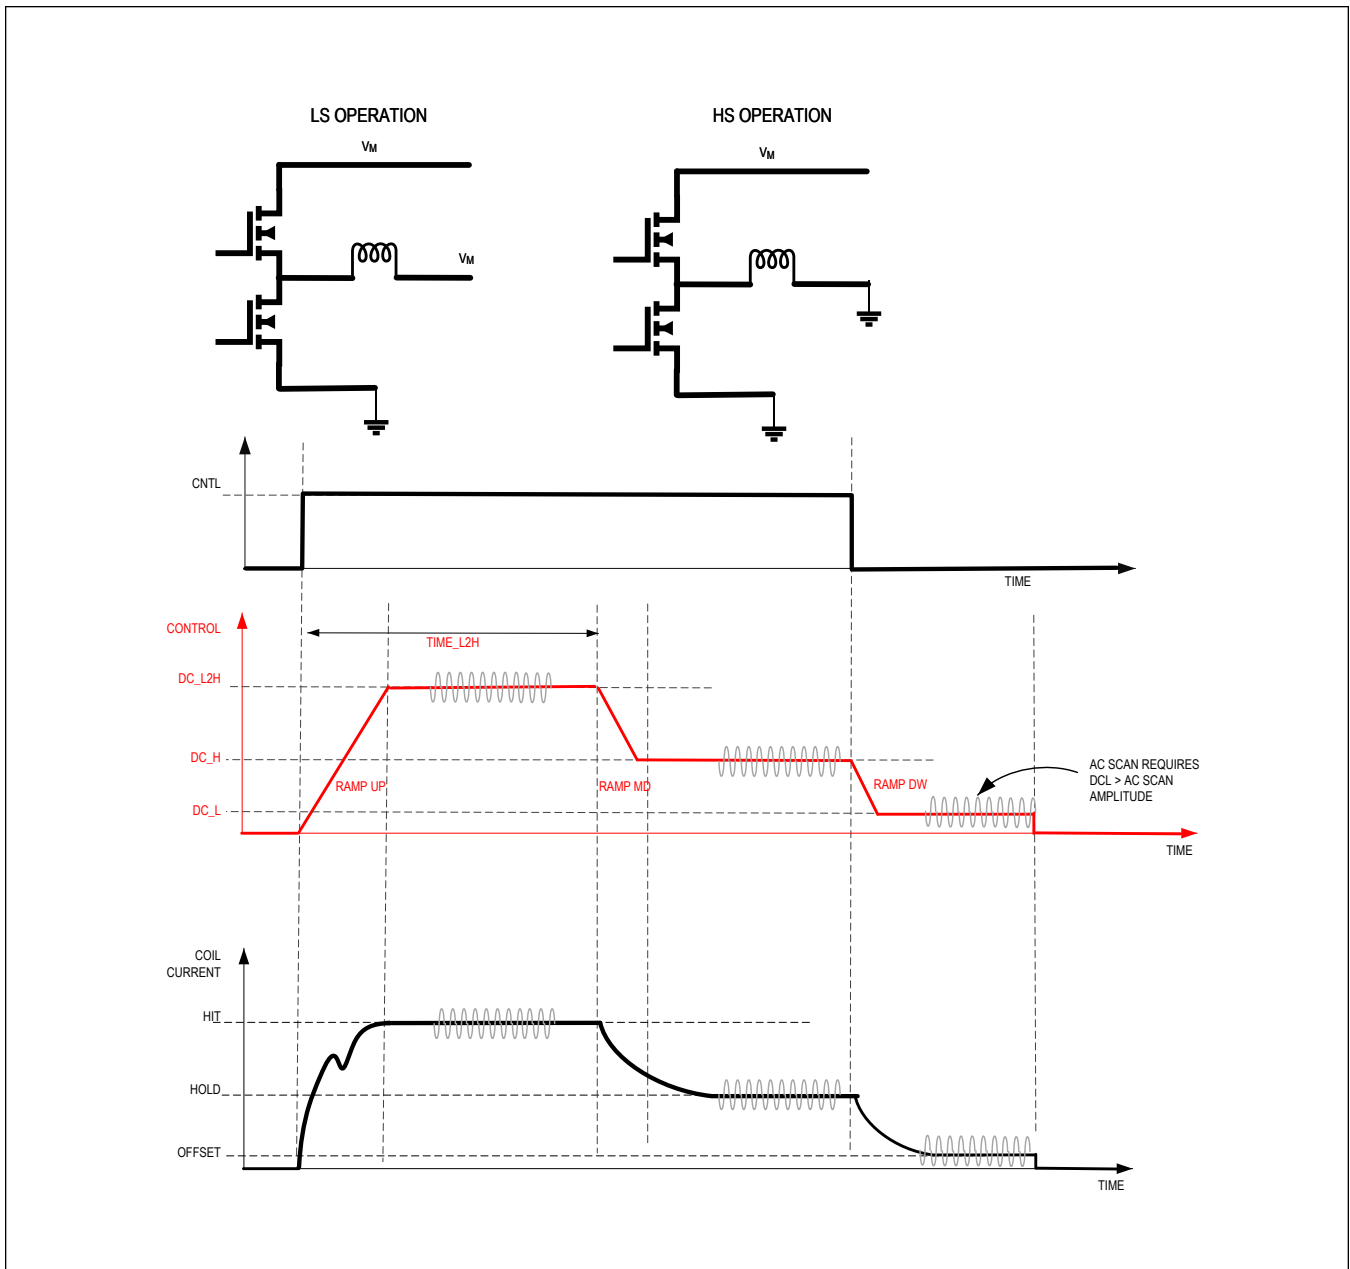 LS OPERATION
HS OPERATION
VM
VM
VM
CNTL
TIME
CONTROL
TIME_L2H
DC_L2H
DC_H
RAMP UP
RAMP MD
RAMP DW
AC SCAN REQUIRES
DCL > AC SCAN
AMPLITUDE
DC_L
TIME
COIL
CURRENT
HIT
HOLD
OFFSET
TIME